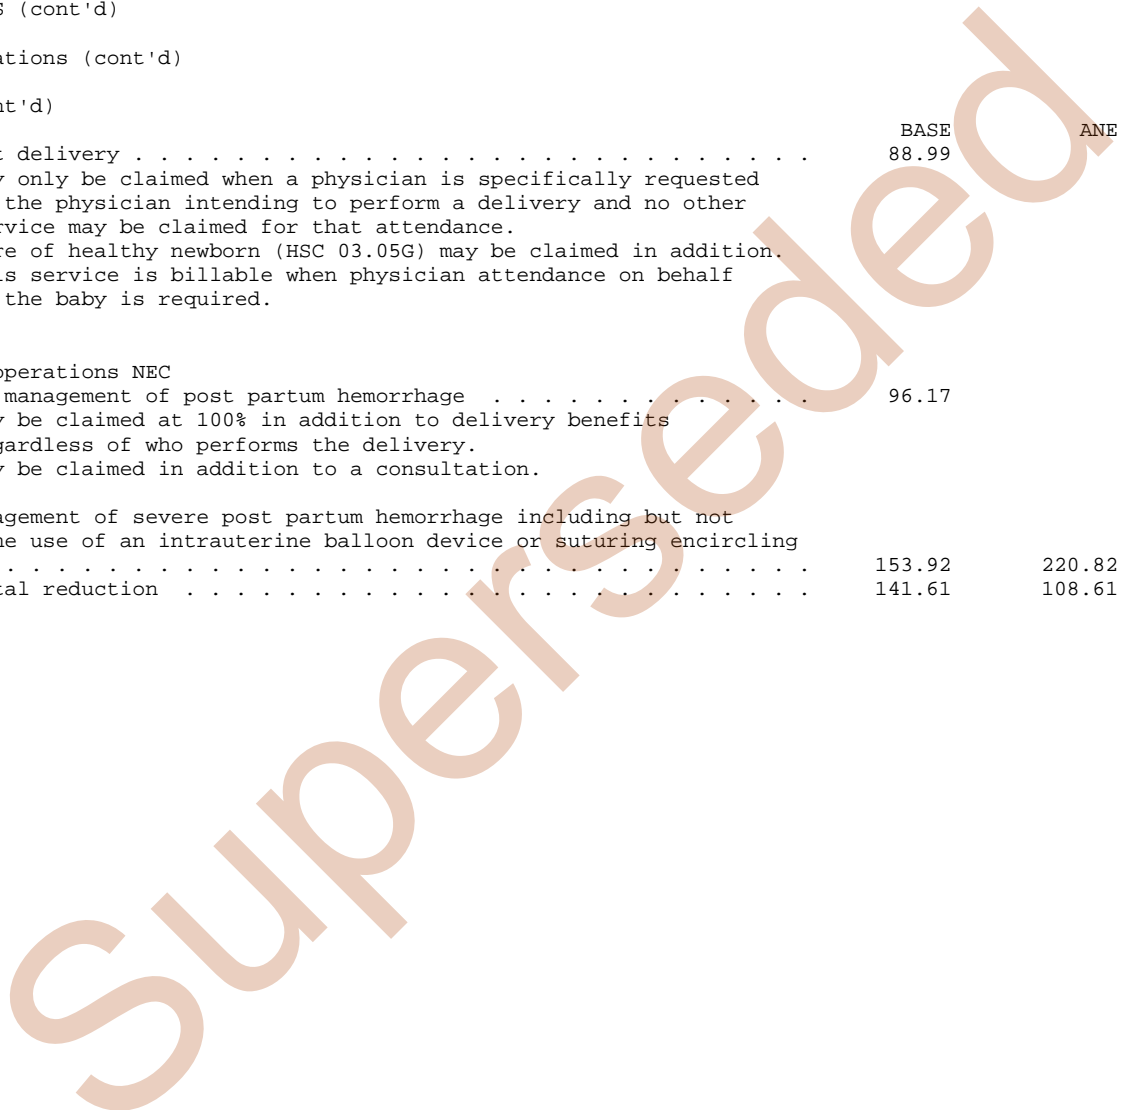 S (cont'd)
ations (cont'd)
nt'd)
BASE ANE
t delivery . . . . . . . . . . . . . . . . . . . . . . . . . . . 88.99
y only be claimed when a physician is specifically requested
the physician intending to perform a delivery and no other
rvice may be claimed for that attendance.
re of healthy newborn (HSC 03.05G) may be claimed in addition.
is service is billable when physician attendance on behalf
the baby is required.
operations NEC
management of post partum hemorrhage . . . . . . . . . . . . . 96.17
y be claimed at 100% in addition to delivery benefits
gardless of who performs the delivery.
y be claimed in addition to a consultation.
agement of severe post partum hemorrhage including but not
he use of an intrauterine balloon device or suturing encircling
. . . . . . . . . . . . . . . . . . . . . . . . . . . . . . . . 153.92 220.82
tal reduction . . . . . . . . . . . . . . . . . . . . . . . . . 141.61 108.61
Superseded